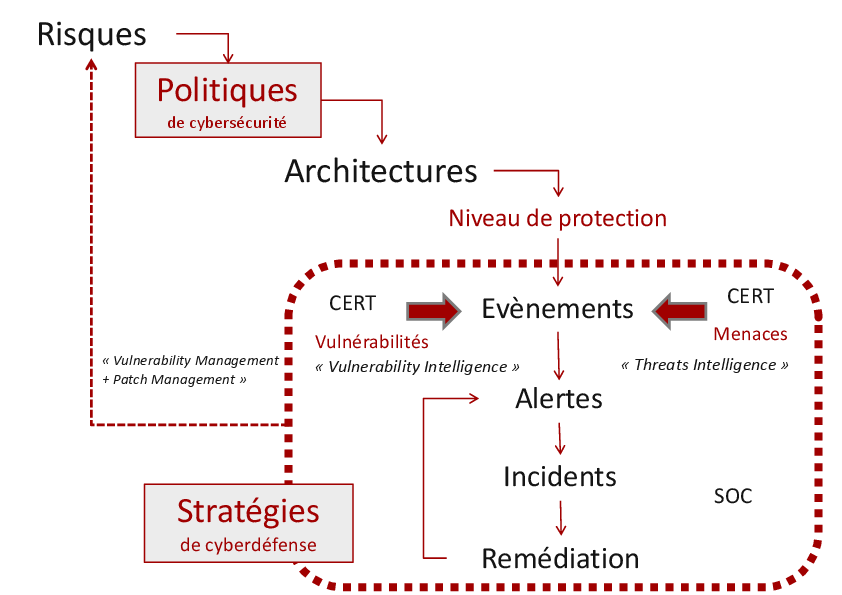 Risques
Politiques
de cybersécurité
Architectures
Niveau de protection
CERT
Evènements
CERT
Vulnérabilités
Menaces
« Vulnerability Management
+ Patch Management »
« Vulnerability Intelligence »
« Threats Intelligence »
Alertes
Incidents
SOC
Stratégies
de cyberdéfense
Remédiation